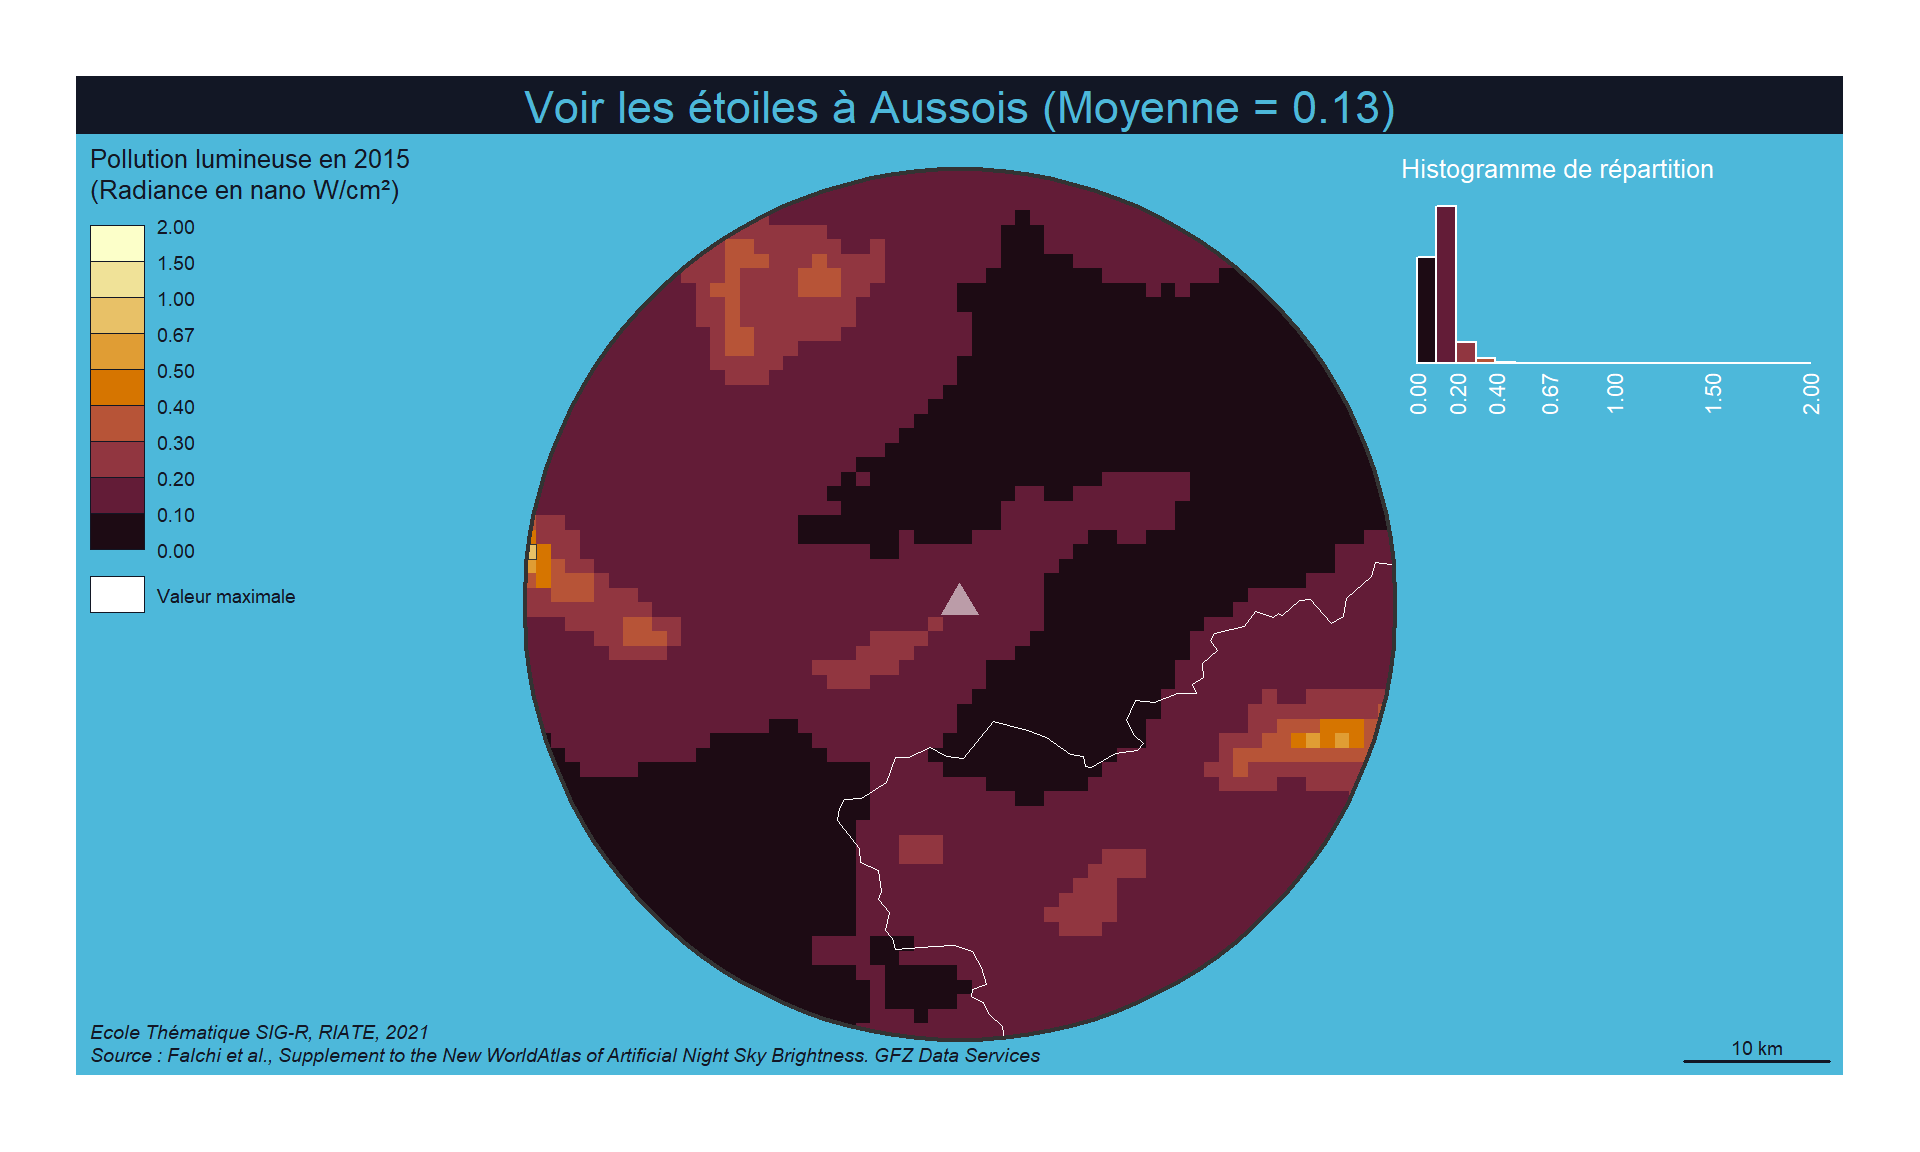 Voir les étoiles à Aussois (Moyenne = 0.13)
Pollution lumineuse en 2015
(Radiance en nano W/cm²)
2.00
1.50
1.00
0.67
0.50
0.40
0.30
0.20
0.10
0.00
Valeur maximale
Histogramme de répartition
0.00
0.20
0.40
0.67
1.00
1.50
2.00
Ecole Thématique SIG-R, RIATE, 2021
Source : Falchi et al., Supplement to the New WorldAtlas of Artificial Night Sky Brightness. GFZ Data Services
10 km